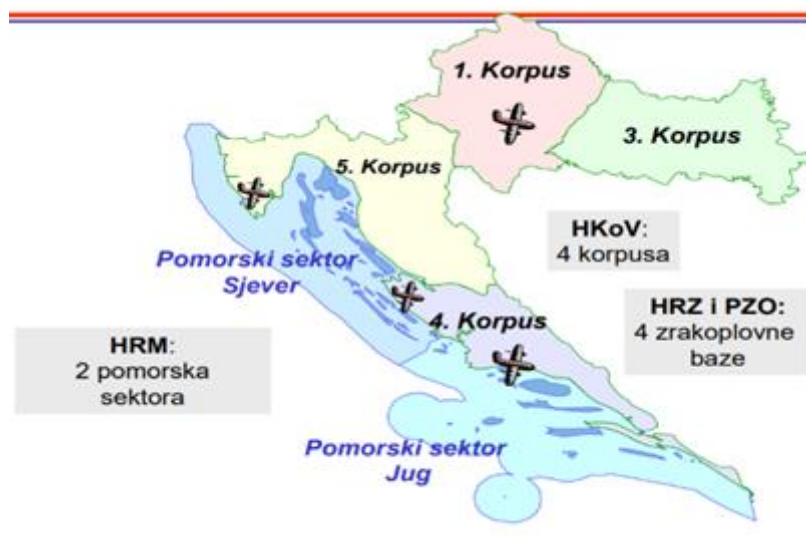 1. Korpus
3. Korpus
5. Korpus
HKoV:
4 korpusa
Pomorski sektor
Sjever
HRZ i PZO:
4 zrakoplovne
baze
4. Korpus
HRM:
2 pomorska
sektora
Pomorski sektor
Jug